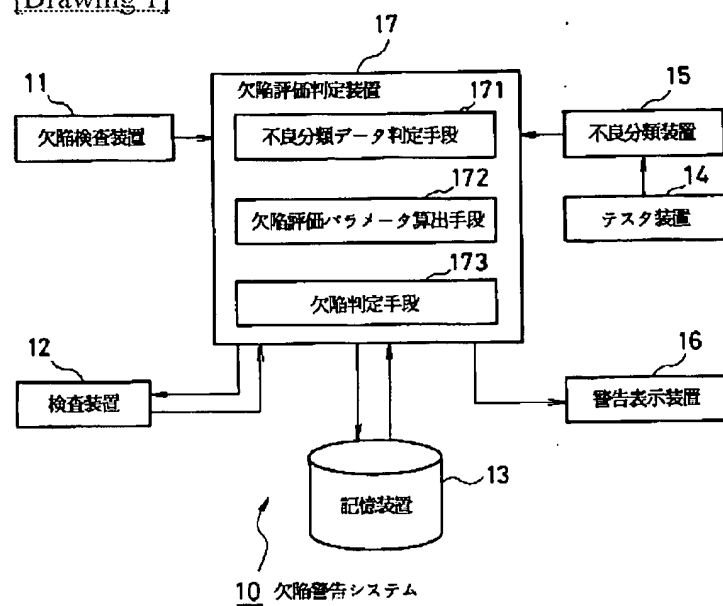 [Drawing 1]
17
11
欠陥評価判定装置
171
15
欠陥検査装置
不良分類データ判定手段
不良分類装置
172
14
欠陥評価パラメータ算出手段
テスタ装置
173
欠陥判定手段
12
16
検査装置
警告表示装置
13
記憶装置
10 欠陥警告システム